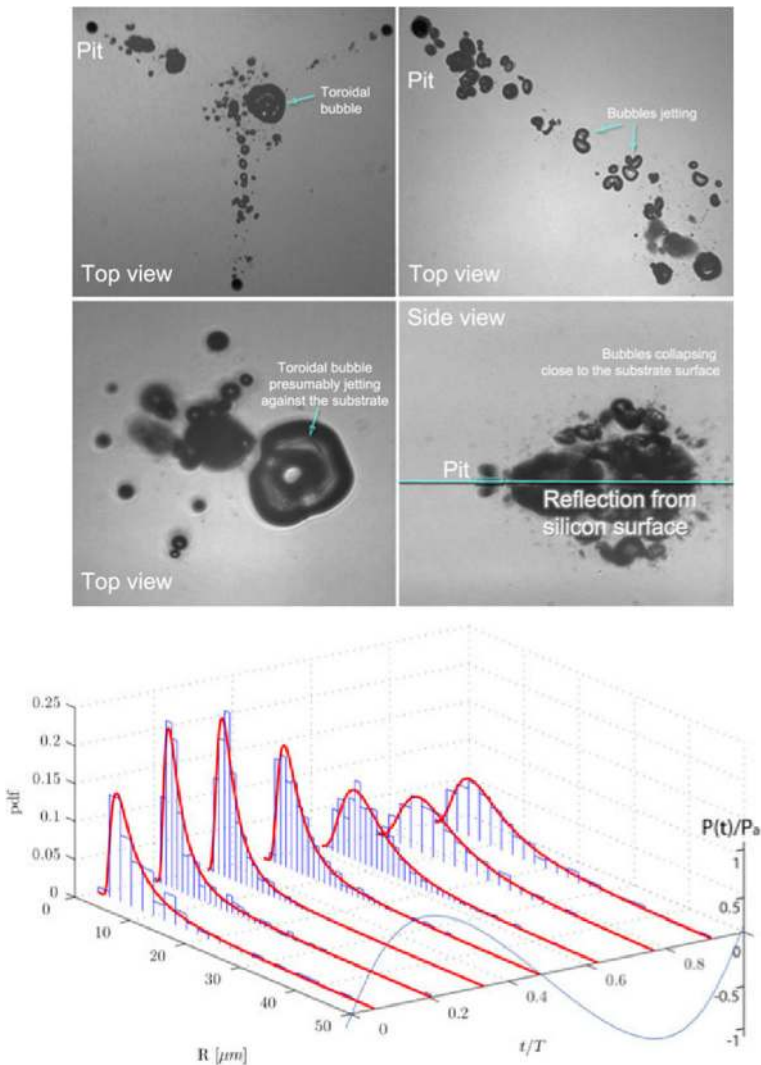 Pit
Toroidal
bubble
Top view
Pit
Bubbles jetting
Top view
Toroidal bubble
presumably jetting
against the substrate
Top view
Side view
Bubbles collapsing
close to the substrate surface
Pit
Reflection from
silicon surface
0.25
0.2
0.15
0.1
0.05
0
pdf
0
10
20
30
40
50
R [μm]
0
0.2
0.4
0.6
0.8
t/T
P(t)/Pa
1
0.5
0
-0.5
-1